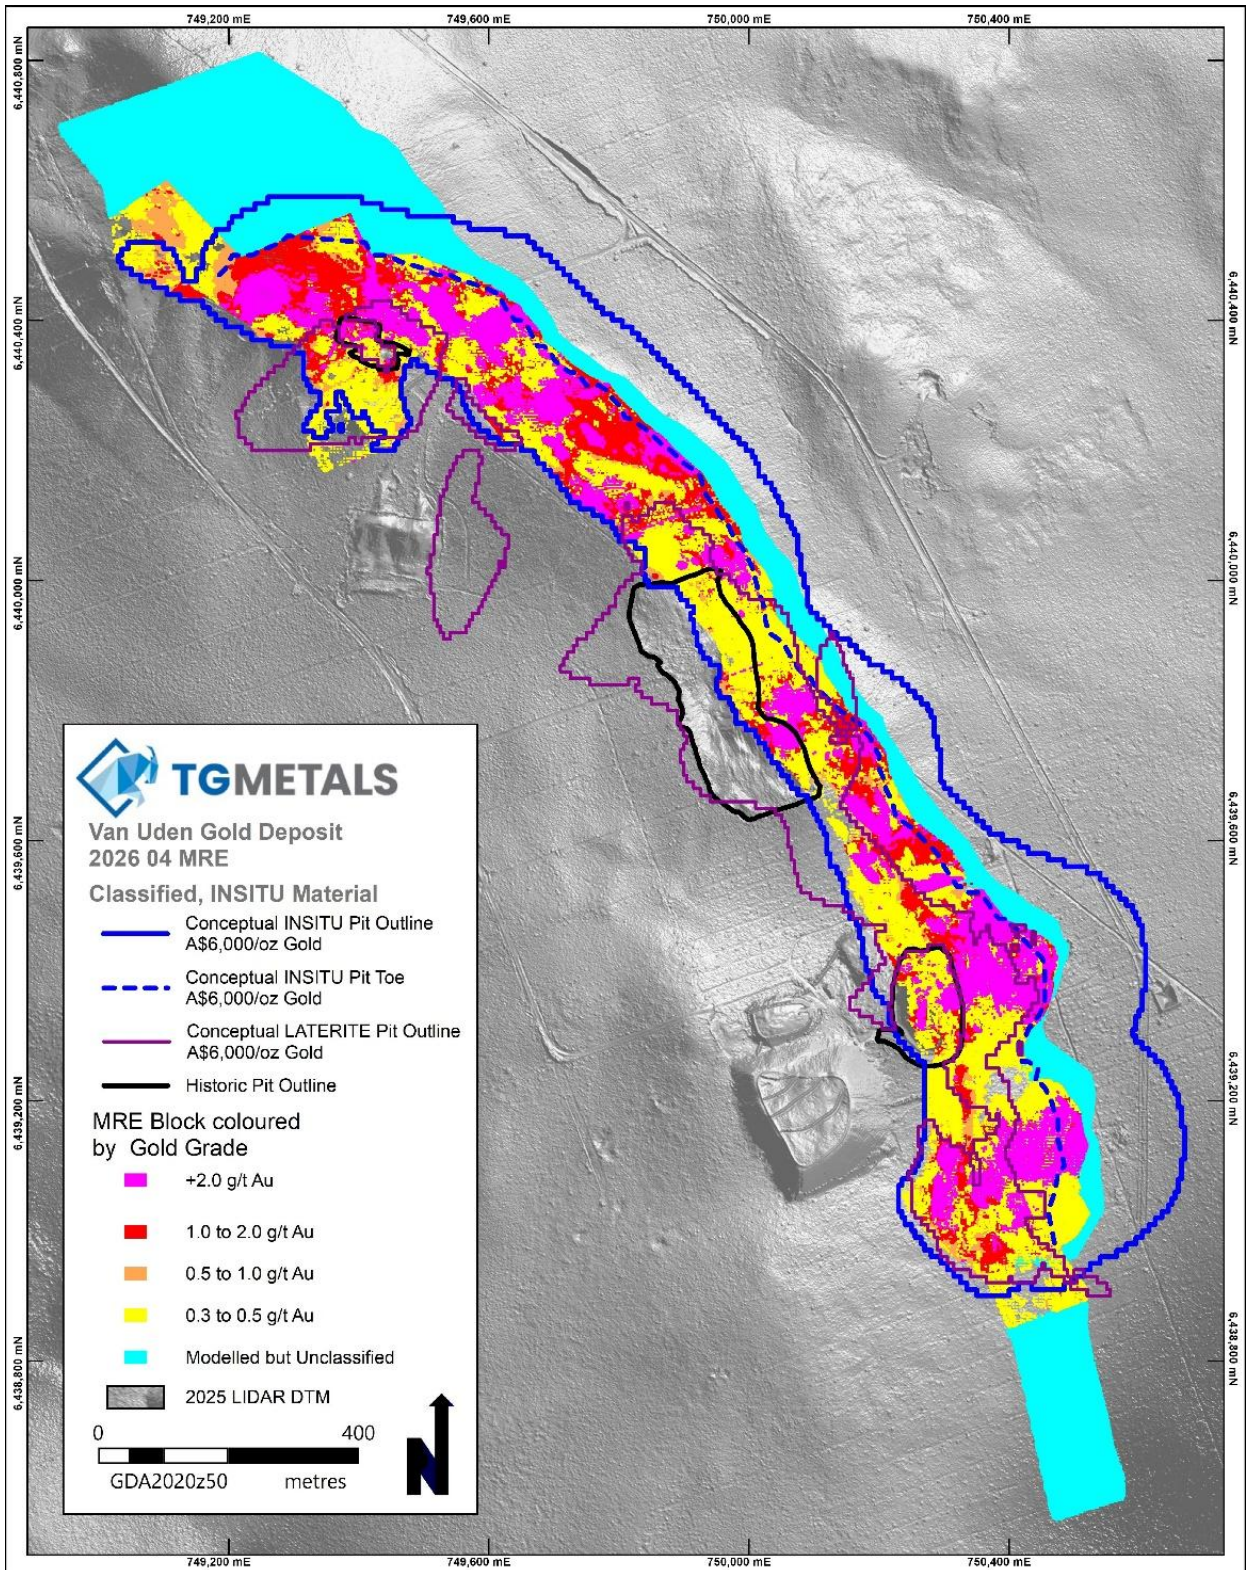 749,200 mE
749,600 mE
750,000 mE
750,400 mE
6,440,800 mN
6,440,400 mN
6,440,400 mN
6,440,000 mN
6,440,000 mN
6,439,600 mN
6,439,600 mN
6,439,200 mN
6,439,200 mN
6,438,800 mN
6,438,800 mN
TGMETALS
Van Uden Gold Deposit
2026 04 MRE
Classified, INSITU Material
Conceptual INSITU Pit Outline
A$6,000/oz Gold
Conceptual INSITU Pit Toe
A$6,000/oz Gold
Conceptual LATERITE Pit Outline
A$6,000/oz Gold
Historic Pit Outline
MRE Block coloured
by Gold Grade
+2.0 g/t Au
1.0 to 2.0 g/t Au
0.5 to 1.0 g/t Au
0.3 to 0.5 g/t Au
Modelled but Unclassified
2025 LIDAR DTM
0 400
GDA2020z50 metres
N
749,200 mE
749,600 mE
750,000 mE
750,400 mE